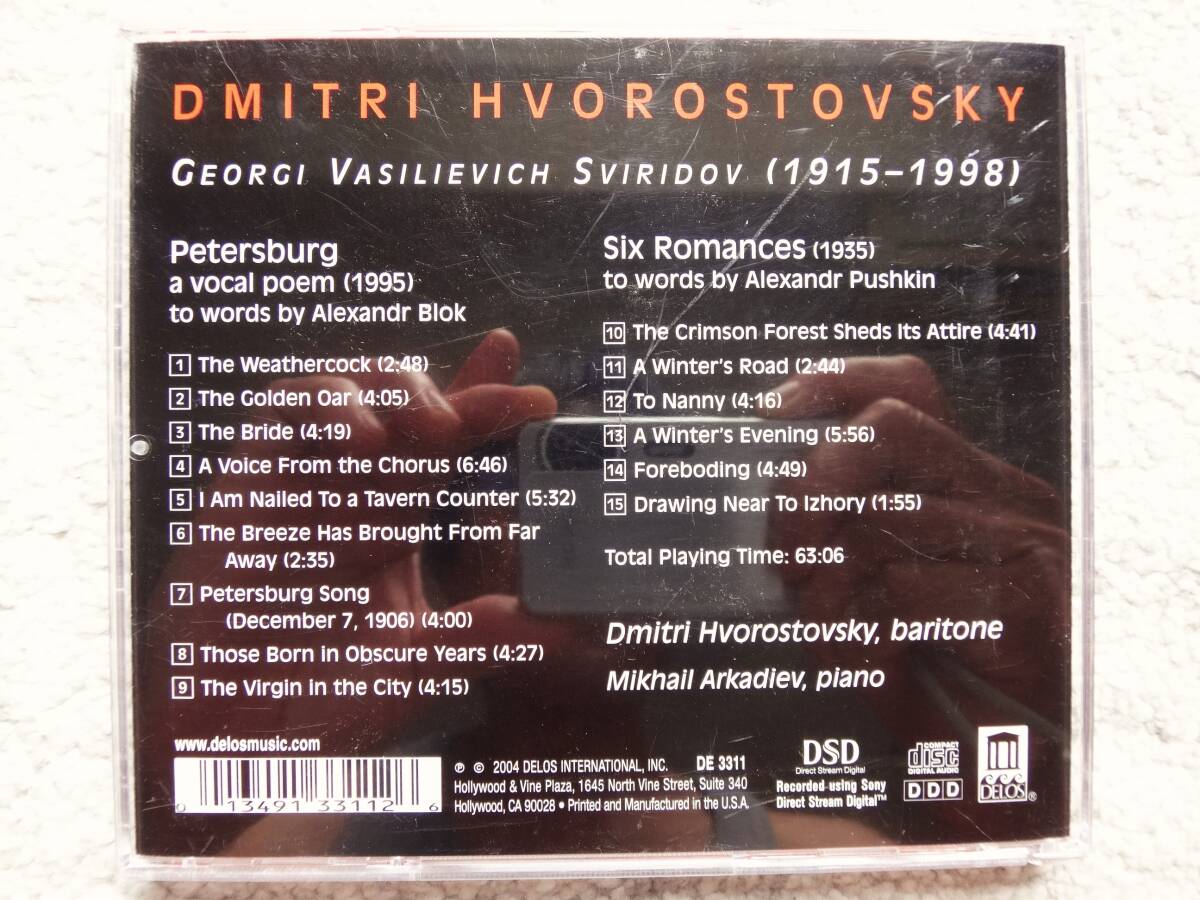 DMITRI HVOROSTOVSKY
GEORGI VASILIEVICH SVIRIDOV (1915–1998)
Petersburg
a vocal poem (1995)
to words by Alexandr Blok
1 The Weathercock (2:48)
2 The Golden Oar (4:05)
3 The Bride (4:19)
4 A Voice From the Chorus (6:46)
5 I Am Nailed To a Tavern Counter (5:32)
6 The Breeze Has Brought From Far
Away (2:35)
7 Petersburg Song
(December 7, 1906) (4:00)
8 Those Born in Obscure Years (4:27)
9 The Virgin in the City (4:15)
Six Romances (1935)
to words by Alexandr Pushkin
10 The Crimson Forest Sheds Its Attire (4:41)
11 A Winter's Road (2:44)
12 To Nanny (4:16)
13 A Winter's Evening (5:56)
14 Foreboding (4:49)
15 Drawing Near To Izhory (1:55)
Total Playing Time: 63:06
Dmitri Hvorostovsky, baritone
Mikhail Arkadiev, piano
www.delosmusic.com
0 13491 33112 6
℗ © 2004 DELOS INTERNATIONAL, INC. DE 3311
Hollywood & Vine Plaza, 1645 North Vine Street, Suite 340
Hollywood, CA 90028 • Printed and Manufactured in the U.S.A.
DSD
Direct Stream Digital
Recorded using Sony
Direct Stream Digital™
COMPACT
disc
DIGITAL AUDIO
DDD
DELOS®